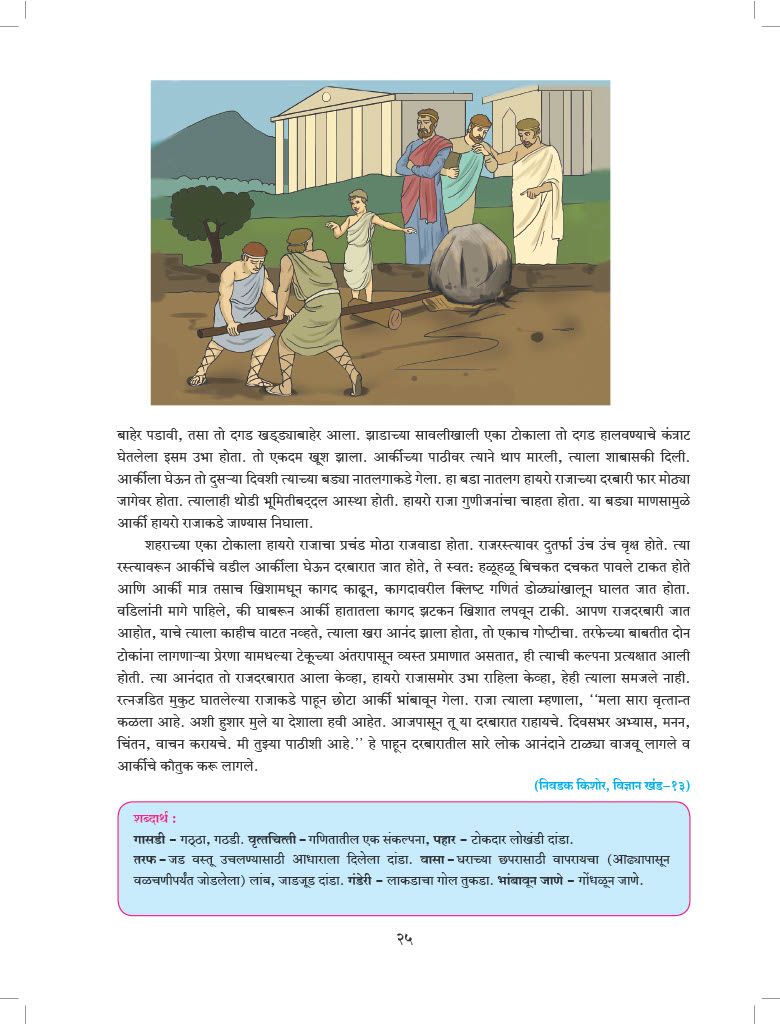 बाहेर पडावी, तसा तो दगड खड्ड्याबाहेर आला. झाडाच्या सावलीखाली एका टोकाला तो दगड हालवण्याचे कंत्राट
घेतलेला इसम उभा होता. तो एकदम खूश झाला. आर्कीच्या पाठीवर त्याने थाप मारली, त्याला शाबासकी दिली.
आर्कीला घेऊन तो दुसऱ्या दिवशी त्याच्या बड्या नातलगाकडे गेला. हा बडा नातलग हायरो राजाच्या दरबारी फार मोठ्या
जागेवर होता. त्यालाही थोडी भूमितीबद्दल आस्था होती. हायरो राजा गुणीजनांचा चाहता होता. या बड्या माणसामुळे
आर्की हायरो राजाकडे जाण्यास निघाला.
शहराच्या एका टोकाला हायरो राजाचा प्रचंड मोठा राजवाडा होता. राजरस्त्यावर दुतर्फा उंच उंच वृक्ष होते. त्या
रस्त्यावरून आर्कीचे वडील आर्कीला घेऊन दरबारात जात होते, ते स्वत: हळूहळू बिचकत दचकत पावले टाकत होते
आणि आर्की मात्र तसाच खिशामधून कागद काढून, कागदावरील क्लिष्ट गणितं डोळ्यांखालून घालत जात होता.
वडिलांनी मागे पाहिले, की घाबरून आर्की हातातला कागद झटकन खिशात लपवून टाकी. आपण राजदरबारी जात
आहोत, याचे त्याला काहीच वाटत नव्हते, त्याला खरा आनंद झाला होता, तो एकाच गोष्टीचा. तरफेच्या बाबतीत दोन
टोकांना लागणाऱ्या प्रेरणा यामधल्या टेकूच्या अंतरापासून व्यस्त प्रमाणात असतात, ही त्याची कल्पना प्रत्यक्षात आली
होती. त्या आनंदात तो राजदरबारात आला केव्हा, हायरो राजासमोर उभा राहिला केव्हा, हेही त्याला समजले नाही.
रत्नजडित मुकुट घातलेल्या राजाकडे पाहून छोटा आर्की भांबावून गेला. राजा त्याला म्हणाला, ‘‘मला सारा वृत्तान्त
कळला आहे. अशी हुशार मुले या देशाला हवी आहेत. आजपासून तू या दरबारात राहायचे. दिवसभर अभ्यास, मनन,
चिंतन, वाचन करायचे. मी तुझ्या पाठीशी आहे.’’ हे पाहून दरबारातील सारे लोक आनंदाने टाळ्या वाजवू लागले व
आर्कीचे कौतुक करू लागले.
(निवडक किशोर, विज्ञान खंड-१३)
शब्दार्थ :
गासडी – गठ्ठा, गठडी. वृत्तचित्ती – गणितातील एक संकल्पना, पहार – टोकदार लोखंडी दांडा.
तरफ – जड वस्तू उचलण्यासाठी आधाराला दिलेला दांडा. वासा – घराच्या छपरासाठी वापरायचा (आढ्यापासून
वळचणीपर्यंत जोडलेला) लांब, जाडजूड दांडा. गंडेरी – लाकडाचा गोल तुकडा. भांबावून जाणे – गोंधळून जाणे.
२५